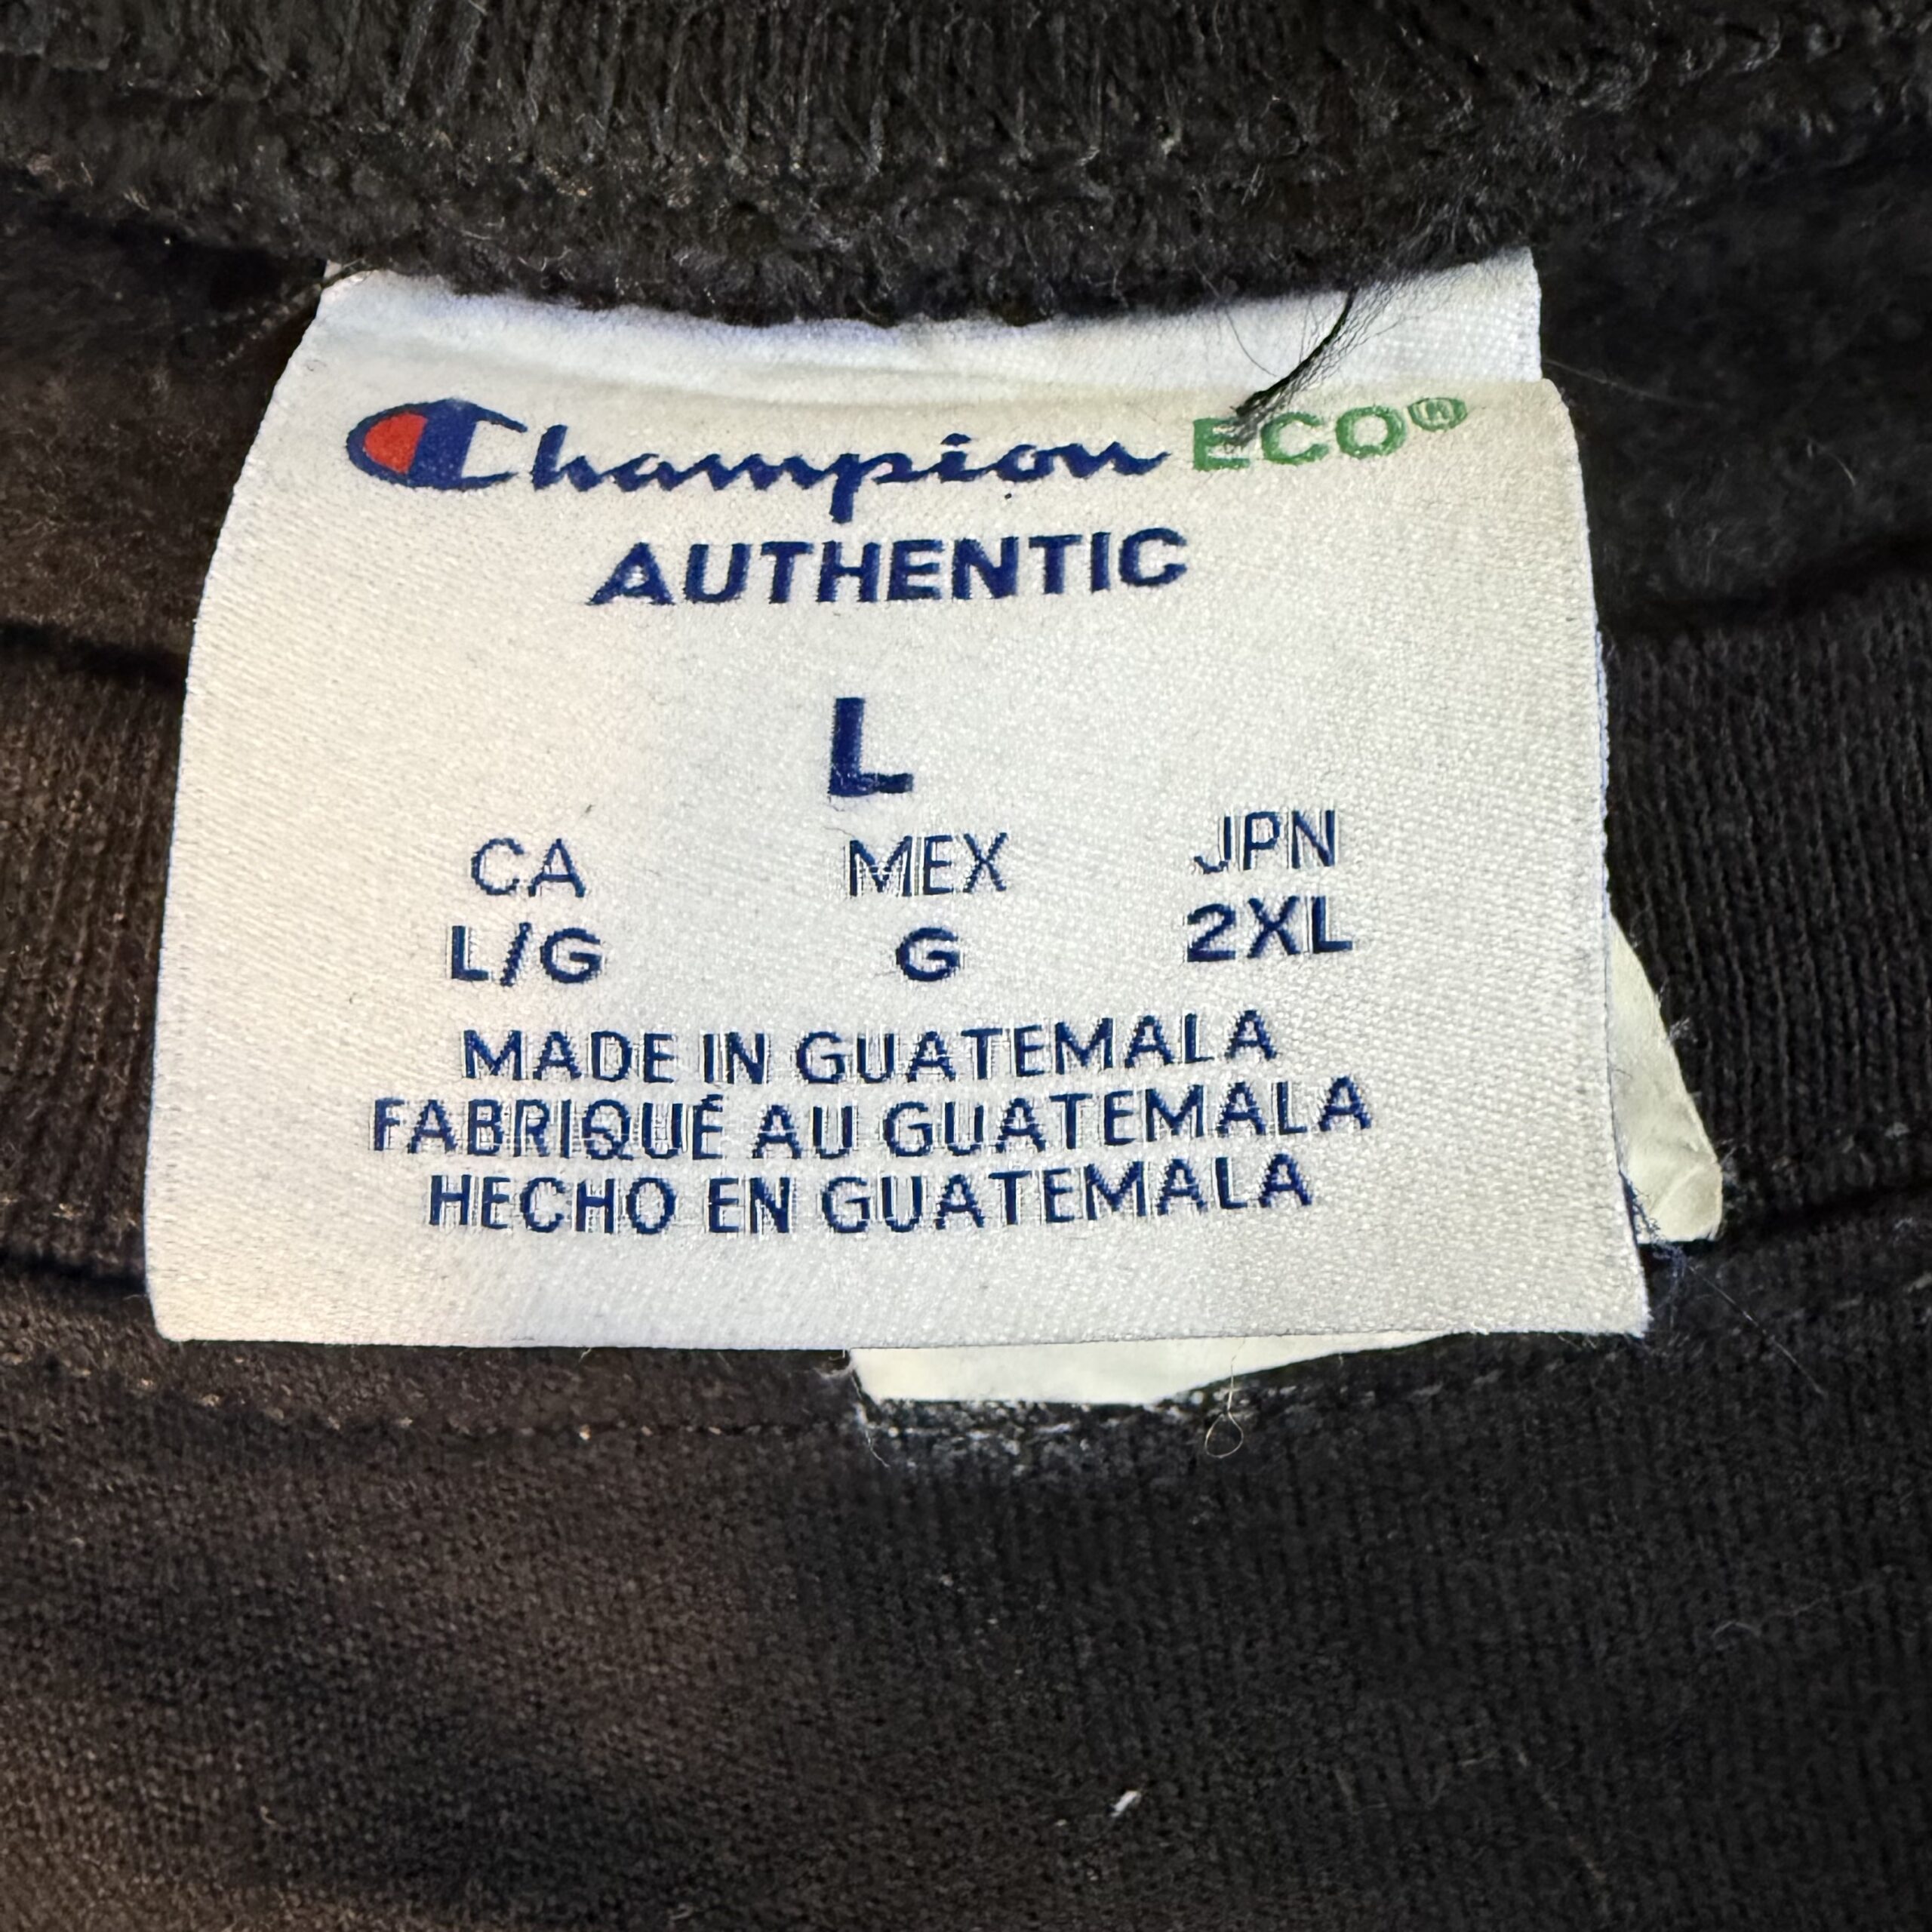 Champion ECO®
AUTHENTIC
L
CA MEX JPN
L/G G 2XL
MADE IN GUATEMALA
FABRIQUÉ AU GUATEMALA
HECHO EN GUATEMALA